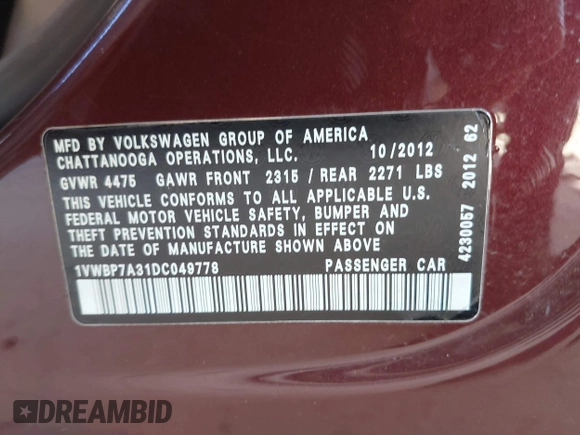 MFD BY VOLKSWAGEN GROUP OF AMERICA
CHATTANOOGA OPERATIONS, LLC. 10/2012
GVWR 4475 GAWR FRONT 2315 / REAR 2271 LBS
THIS VEHICLE CONFORMS TO ALL APPLICABLE U.S.
FEDERAL MOTOR VEHICLE SAFETY, BUMPER AND
THEFT PREVENTION STANDARDS IN EFFECT ON
THE DATE OF MANUFACTURE SHOWN ABOVE
1VWBP7A31DC049778 PASSENGER CAR
4230057 2012 62
DREAMBID